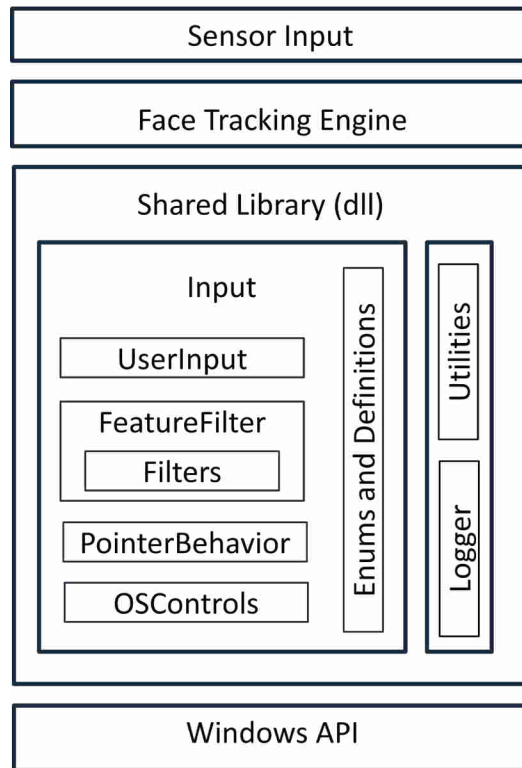 Sensor Input
Face Tracking Engine
Shared Library (dll)
Input
UserInput
FeatureFilter
Filters
PointerBehavior
OSControls
Enums and Definitions
Utilities
Logger
Windows API